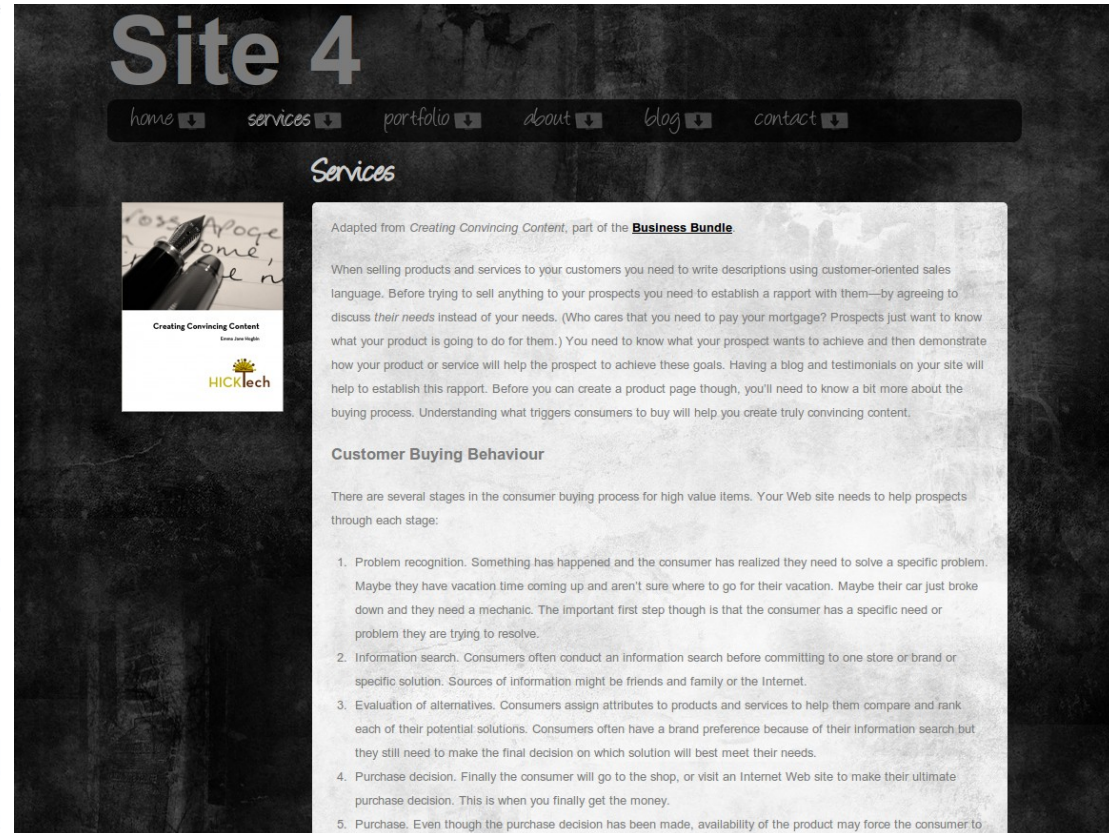 Site 4
home services portfolio about blog contact
Services
Adapted from Creating Convincing Content, part of the Business Bundle.
When selling products and services to your customers you need to write descriptions using customer-oriented sales
language. Before trying to sell anything to your prospects you need to establish a rapport with them—by agreeing to
discuss their needs instead of your needs. (Who cares that you need to pay your mortgage? Prospects just want to know
what your product is going to do for them.) You need to know what your prospect wants to achieve and then demonstrate
how your product or service will help the prospect to achieve these goals. Having a blog and testimonials on your site will
help to establish this rapport. Before you can create a product page though, you'll need to know a bit more about the
buying process. Understanding what triggers consumers to buy will help you create truly convincing content.
Creating Convincing Content
Emma Jane Hogbin
HICKTech
Customer Buying Behaviour
There are several stages in the consumer buying process for high value items. Your Web site needs to help prospects
through each stage:
1. Problem recognition. Something has happened and the consumer has realized they need to solve a specific problem.
Maybe they have vacation time coming up and aren't sure where to go for their vacation. Maybe their car just broke
down and they need a mechanic. The important first step though is that the consumer has a specific need or
problem they are trying to resolve.
2. Information search. Consumers often conduct an information search before committing to one store or brand or
specific solution. Sources of information might be friends and family or the Internet.
3. Evaluation of alternatives. Consumers assign attributes to products and services to help them compare and rank
each of their potential solutions. Consumers often have a brand preference because of their information search but
they still need to make the final decision on which solution will best meet their needs.
4. Purchase decision. Finally the consumer will go to the shop, or visit an Internet Web site to make their ultimate
purchase decision. This is when you finally get the money.
5. Purchase. Even though the purchase decision has been made, availability of the product may force the consumer to